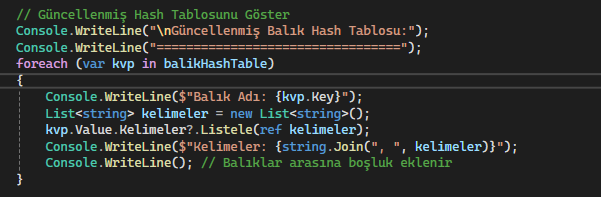 // Güncellenmiş Hash Tablosunu Göster
Console.WriteLine("\nGüncellenmiş Balık Hash Tablosu:");
Console.WriteLine("================================");
foreach (var kvp in balikHashTable)
{
    Console.WriteLine($"Balık Adı: {kvp.Key}");
    List<string> kelimeler = new List<string>();
    kvp.Value.Kelimeler?.Listele(ref kelimeler);
    Console.WriteLine($"Kelimeler: {string.Join(", ", kelimeler)}");
    Console.WriteLine(); // Balıklar arasına boşluk eklenir
}